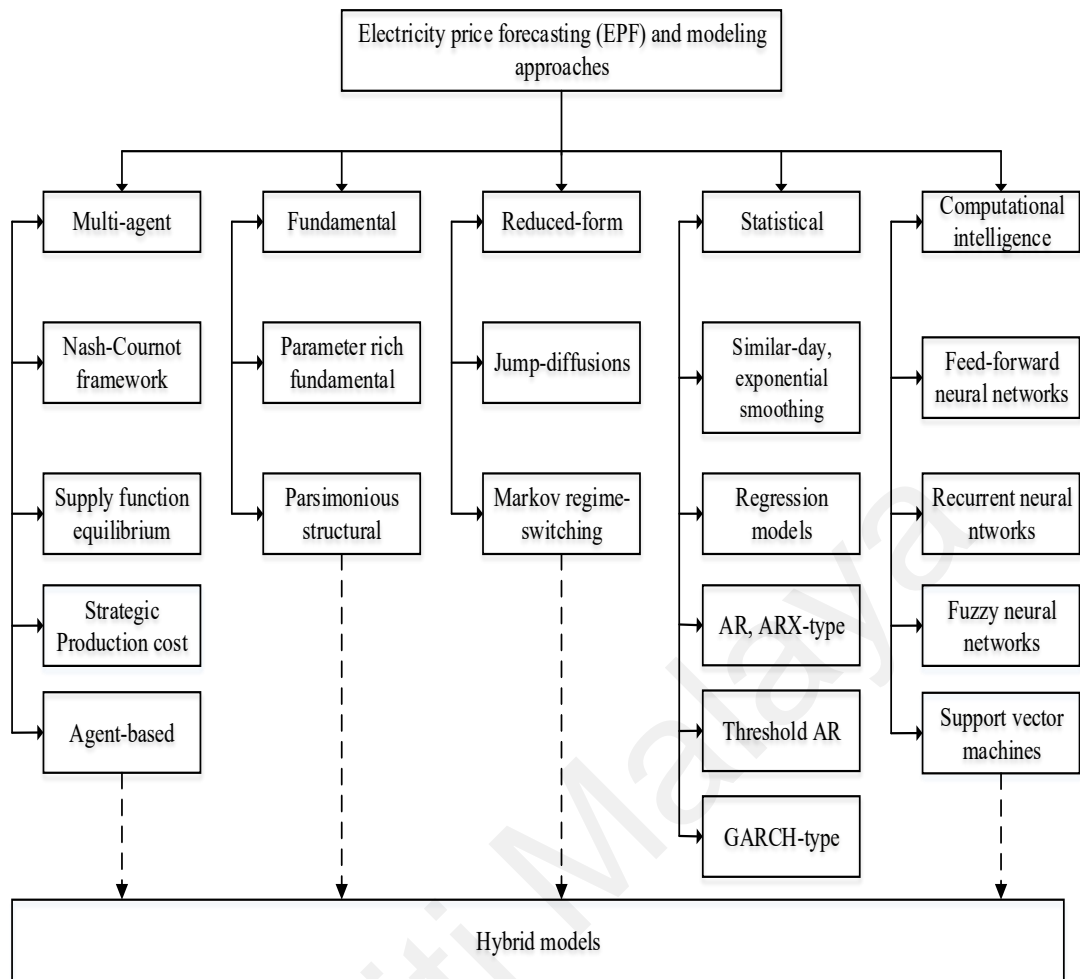 Electricity price forecasting (EPF) and modeling
approaches
Multi-agent
Fundamental
Reduced-form
Statistical
Computational
intelligence
Nash-Cournot
framework
Parameter rich
fundamental
Jump-diffusions
Similar-day,
exponential
smoothing
Feed-forward
neural networks
Supply function
equilibrium
Parsimonious
structural
Markov regime-
switching
Regression
models
Recurrent neural
ntworks
Strategic
Production cost
AR, ARX-type
Fuzzy neural
networks
Agent-based
Threshold AR
Support vector
machines
GARCH-type
Hybrid models
iti Malaya